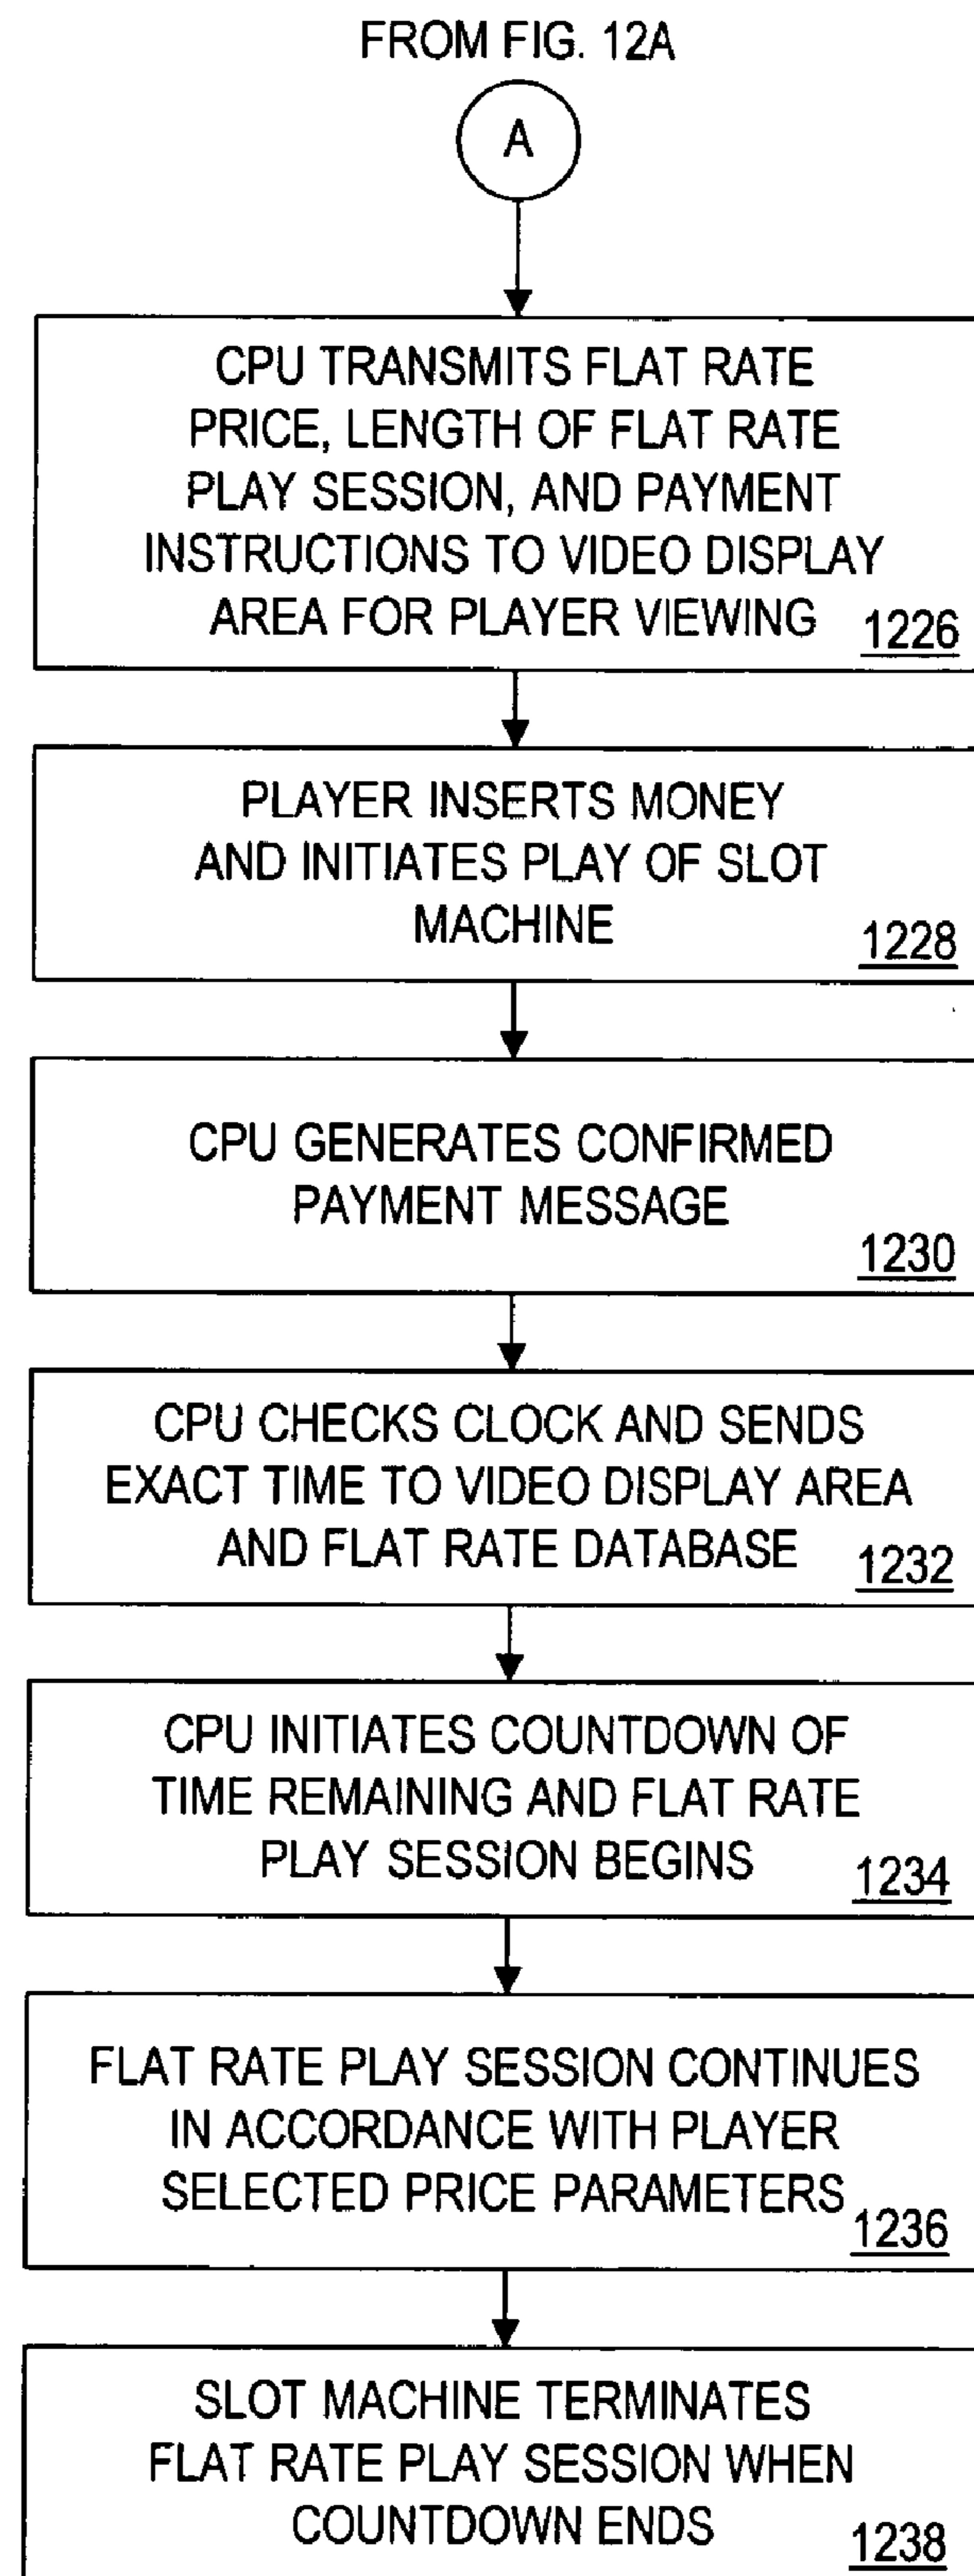 FROM FIG. 12A
A
CPU TRANSMITS FLAT RATE
PRICE, LENGTH OF FLAT RATE
PLAY SESSION, AND PAYMENT
INSTRUCTIONS TO VIDEO DISPLAY
AREA FOR PLAYER VIEWING
1226
PLAYER INSERTS MONEY
AND INITIATES PLAY OF SLOT
MACHINE
1228
CPU GENERATES CONFIRMED
PAYMENT MESSAGE
1230
CPU CHECKS CLOCK AND SENDS
EXACT TIME TO VIDEO DISPLAY AREA
AND FLAT RATE DATABASE
1232
CPU INITIATES COUNTDOWN OF
TIME REMAINING AND FLAT RATE
PLAY SESSION BEGINS
1234
FLAT RATE PLAY SESSION CONTINUES
IN ACCORDANCE WITH PLAYER
SELECTED PRICE PARAMETERS
1236
SLOT MACHINE TERMINATES
FLAT RATE PLAY SESSION WHEN
COUNTDOWN ENDS
1238